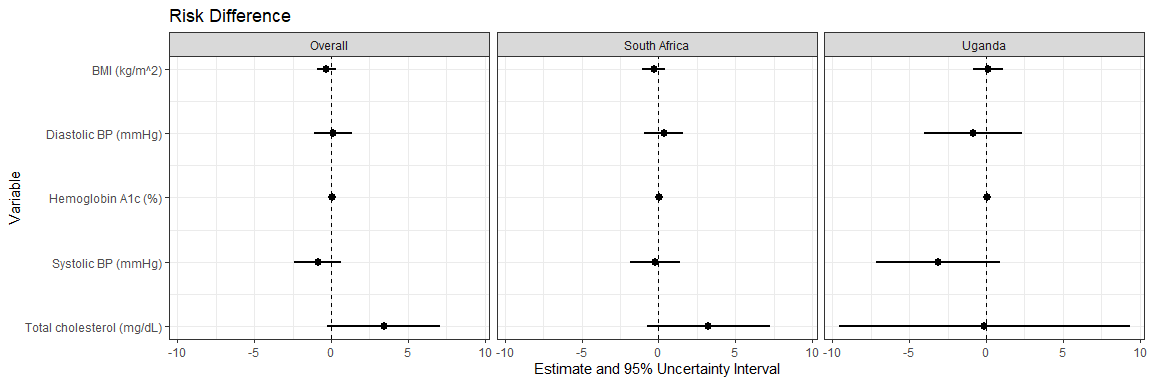 Risk Difference
Overall South Africa Uganda
Variable
BMI (kg/m^2)
Diastolic BP (mmHg)
Hemoglobin A1c (%)
Systolic BP (mmHg)
Total cholesterol (mg/dL)
-10 -5 0 5 10 -10 -5 0 5 10 -10 -5 0 5 10
Estimate and 95% Uncertainty Interval